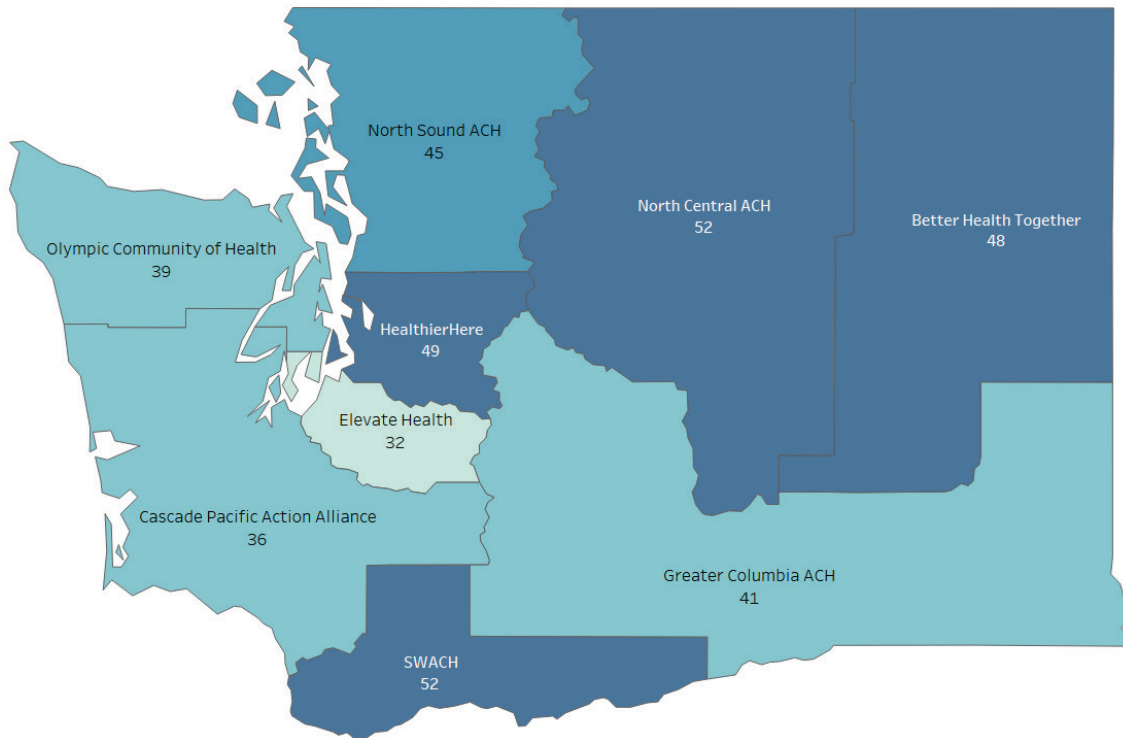 North Sound ACH
45
North Central ACH
52
Better Health Together
48
Olympic Community of Health
39
HealthierHere
49
Elevate Health
32
Cascade Pacific Action Alliance
36
Greater Columbia ACH
41
SWACH
52